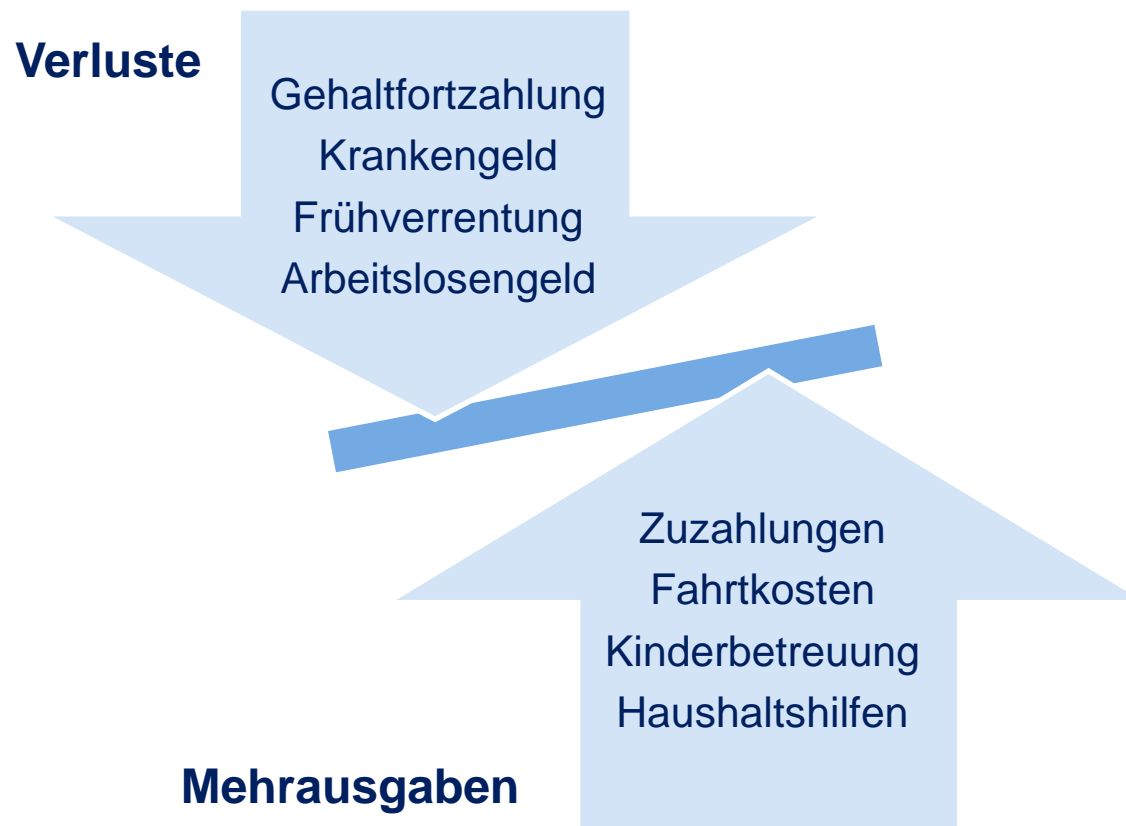 Verluste
Gehaltfortzahlung
Krankengeld
Frühverrentung
Arbeitslosengeld
Zuzahlungen
Fahrtkosten
Kinderbetreuung
Haushaltshilfen
Mehrausgaben